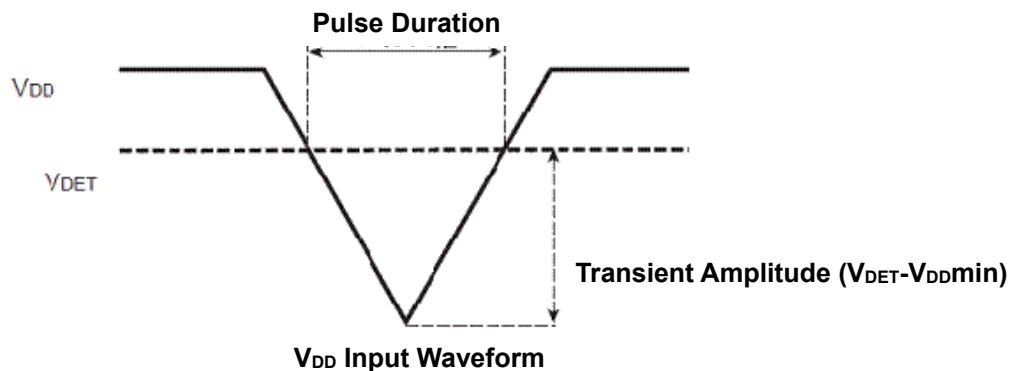 Pulse Duration
VDD
VDET
Transient Amplitude (VDET-VDDmin)
VDD Input Waveform